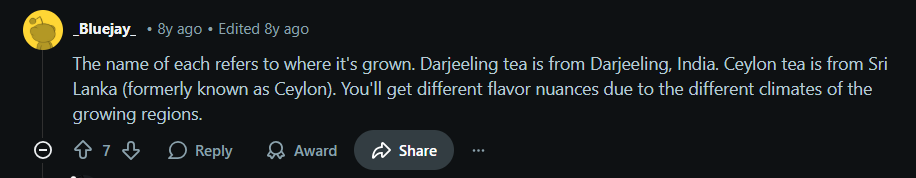 _Bluejay_ • 8y ago • Edited 8y ago
The name of each refers to where it's grown. Darjeeling tea is from Darjeeling, India. Ceylon tea is from Sri
Lanka (formerly known as Ceylon). You'll get different flavor nuances due to the different climates of the
growing regions.
7 Reply Award Share ...